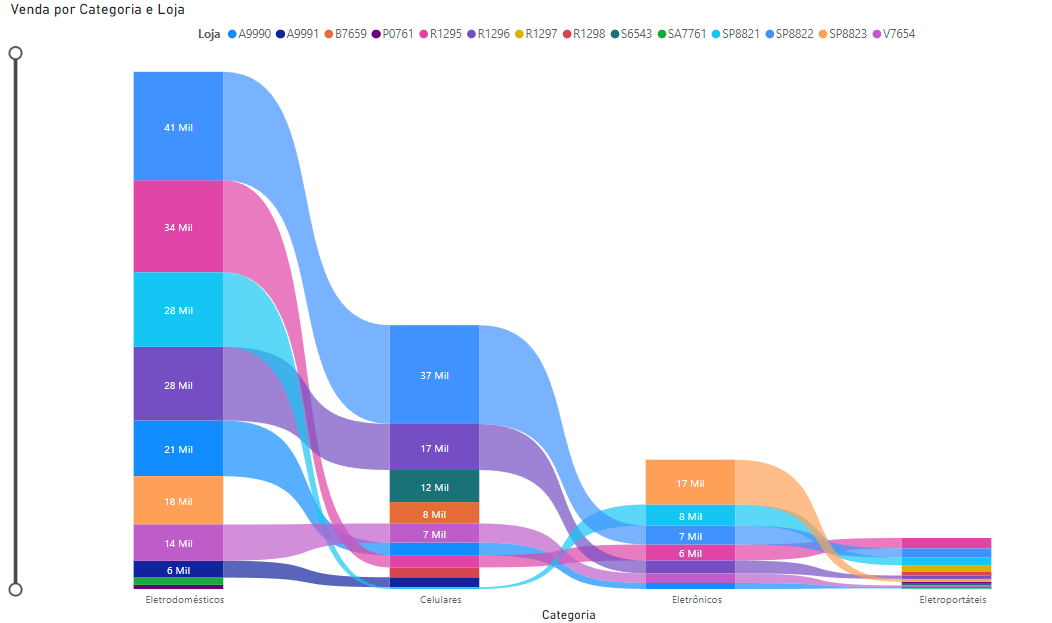 Venda por Categoria e Loja
Loja A9990 A9991 B7659 P0761 R1295 R1296 R1297 R1298 S6543 SA7761 SP8821 SP8822 SP8823 V7654
41 Mil
34 Mil
28 Mil
28 Mil
21 Mil
18 Mil
14 Mil
6 Mil
37 Mil
17 Mil
12 Mil
8 Mil
7 Mil
17 Mil
8 Mil
7 Mil
6 Mil
Eletrodomésticos Celulares Eletrônicos Eletroportáteis
Categoria